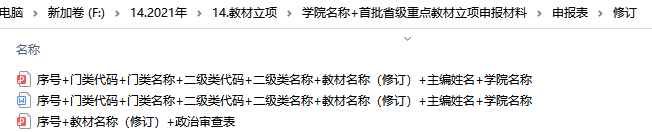 电脑 > 新加卷 (F:) > 14.2021年 > 14.教材立项 > 学院名称+首批省级重点教材立项申报材料 > 申报表 > 修订
名称
序号+门类代码+门类名称+二级类代码+二级类名称+教材名称（修订）+主编姓名+学院名称
序号+门类代码+门类名称+二级类代码+二级类名称+教材名称（修订）+主编姓名+学院名称
序号+教材名称（修订）+政治审查表